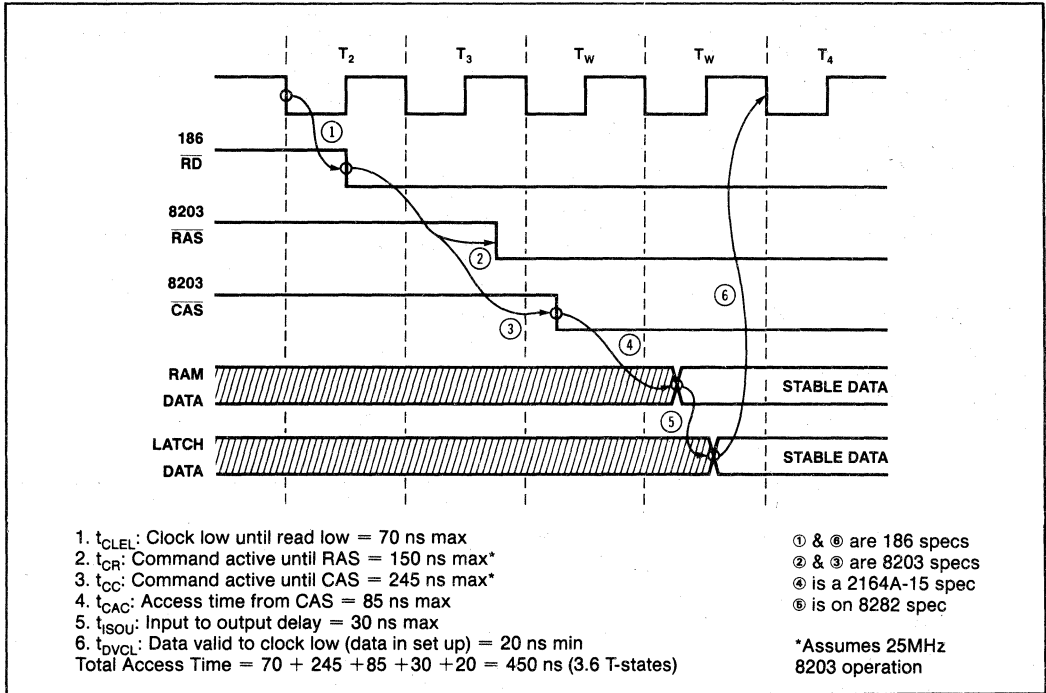 T2 T3 TW TW T4
①
186
RD
8203
RAS
②
8203
CAS
③
④
⑥
RAM
DATA
STABLE DATA
⑤
LATCH
DATA
STABLE DATA
1. tCLEL: Clock low until read low = 70 ns max
2. tCR: Command active until RAS = 150 ns max*
3. tCC: Command active until CAS = 245 ns max*
4. tCAC: Access time from CAS = 85 ns max
5. tISOU: Input to output delay = 30 ns max
6. tDVCL: Data valid to clock low (data in set up) = 20 ns min
Total Access Time = 70 + 245 +85 +30 +20 = 450 ns (3.6 T-states)
① & ⑥ are 186 specs
② & ③ are 8203 specs
④ is a 2164A-15 spec
⑤ is on 8282 spec
*Assumes 25MHz
8203 operation